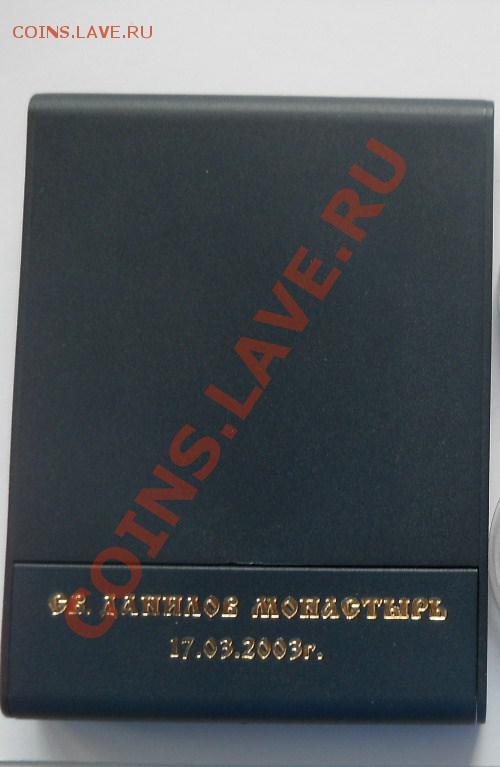 COINS.LAVE.RU
COINS.LAVE.RU
СВ. ДАНИЛОВ МОНАСТЫРЬ
17.03.2003г.